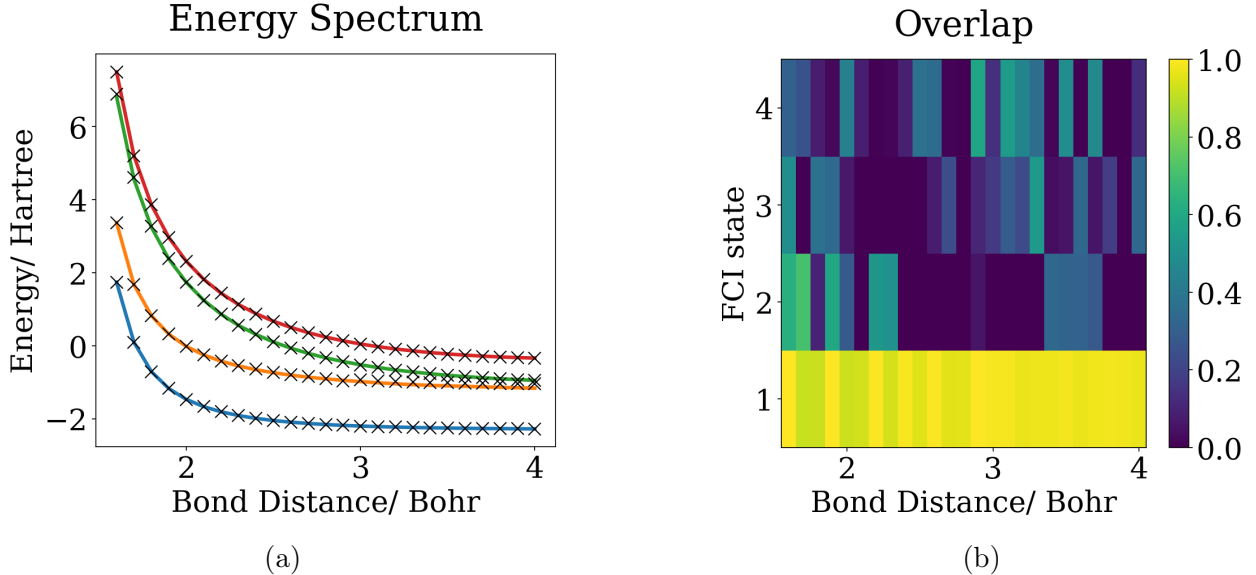 Energy Spectrum
Energy/ Hartree
6
4
2
0
−2
2
3
4
Bond Distance/ Bohr
(a)
Overlap
FCI state
4
3
2
1
2
3
4
Bond Distance/ Bohr
1.0
0.8
0.6
0.4
0.2
0.0
(b)